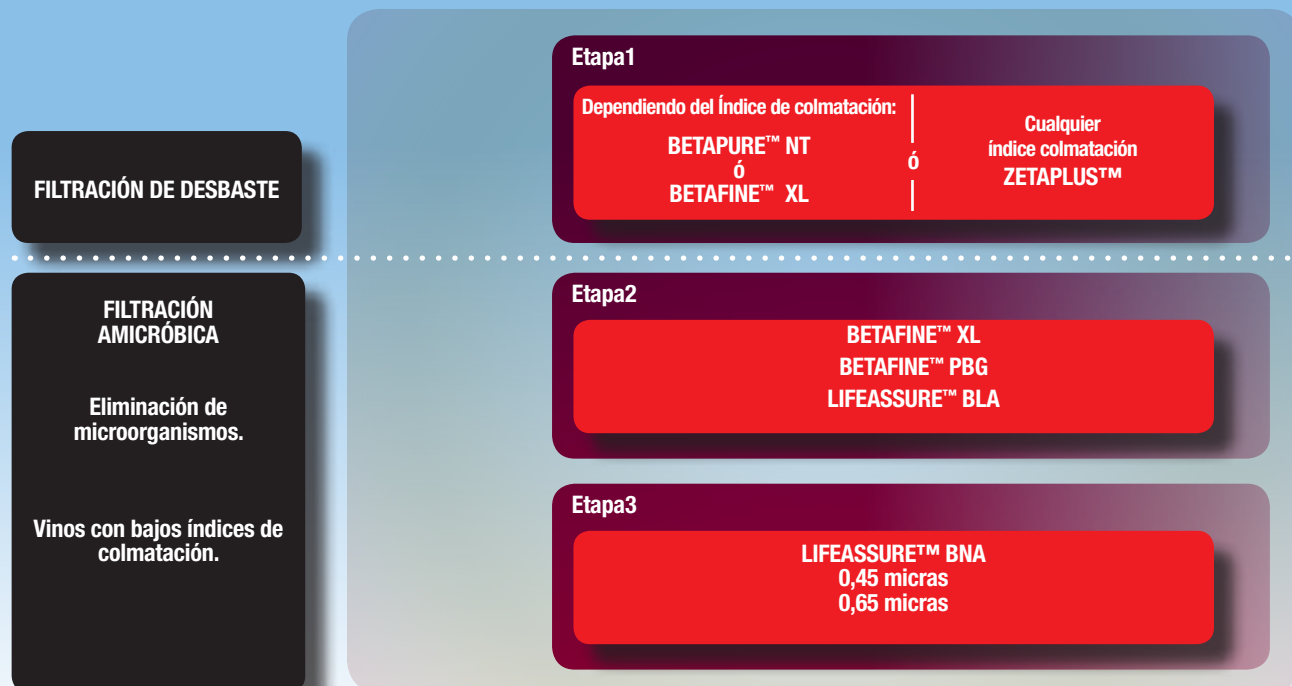 FILTRACIÓN DE DESBASTE
Etapa1
Dependiendo del Índice de colmatación:
BETAPURE™ NT
ó
BETAFINE™ XL
ó
Cualquier
índice colmatación
ZETAPLUS™
FILTRACIÓN
AMICRÓBICA
Eliminación de
microorganismos.
Vinos con bajos índices de
colmatación.
Etapa2
BETAFINE™ XL
BETAFINE™ PBG
LIFEASSURE™ BLA
Etapa3
LIFEASSURE™ BNA
0,45 micras
0,65 micras